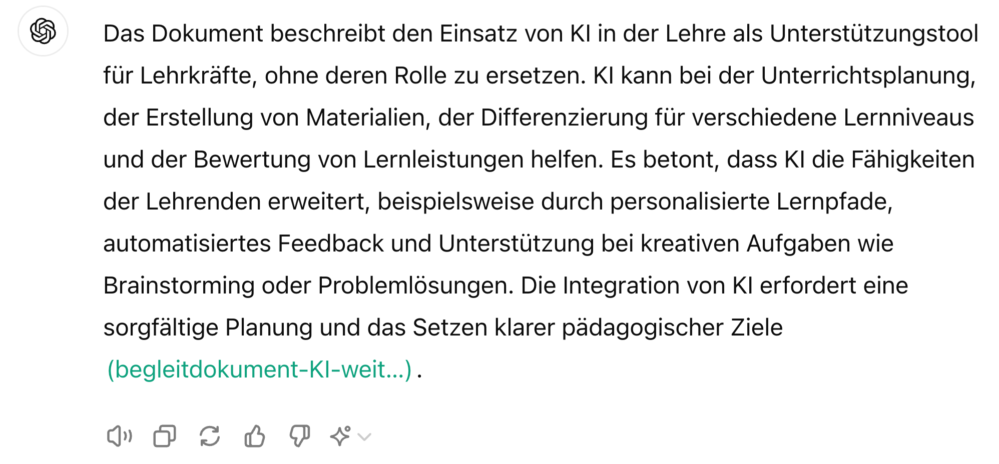 Das Dokument beschreibt den Einsatz von KI in der Lehre als Unterstützungstool
für Lehrkräfte, ohne deren Rolle zu ersetzen. KI kann bei der Unterrichtsplanung,
der Erstellung von Materialien, der Differenzierung für verschiedene Lernniveaus
und der Bewertung von Lernleistungen helfen. Es betont, dass KI die Fähigkeiten
der Lehrenden erweitert, beispielsweise durch personalisierte Lernpfade,
automatisiertes Feedback und Unterstützung bei kreativen Aufgaben wie
Brainstorming oder Problemlösungen. Die Integration von KI erfordert eine
sorgfältige Planung und das Setzen klarer pädagogischer Ziele
(begleitdokument-KI-weit…) .